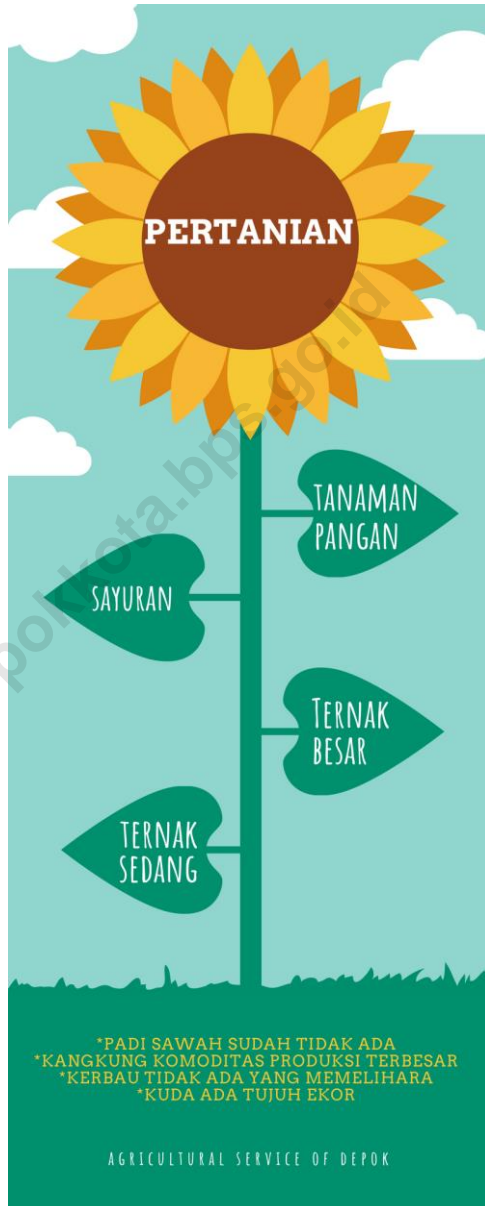 PERTANIAN
TANAMAN
PANGAN
SAYURAN
TERNAK
BESAR
TERNAK
SEDANG
*PADI SAWAH SUDAH TIDAK ADA
*KANGKUNG KOMODITAS PRODUKSI TERBESAR
*KERBAU TIDAK ADA YANG MEMELIHARA
*KUDA ADA TUJUH EKOR
AGRICULTURAL SERVICE OF DEPOK
pokkota.bps.go.id